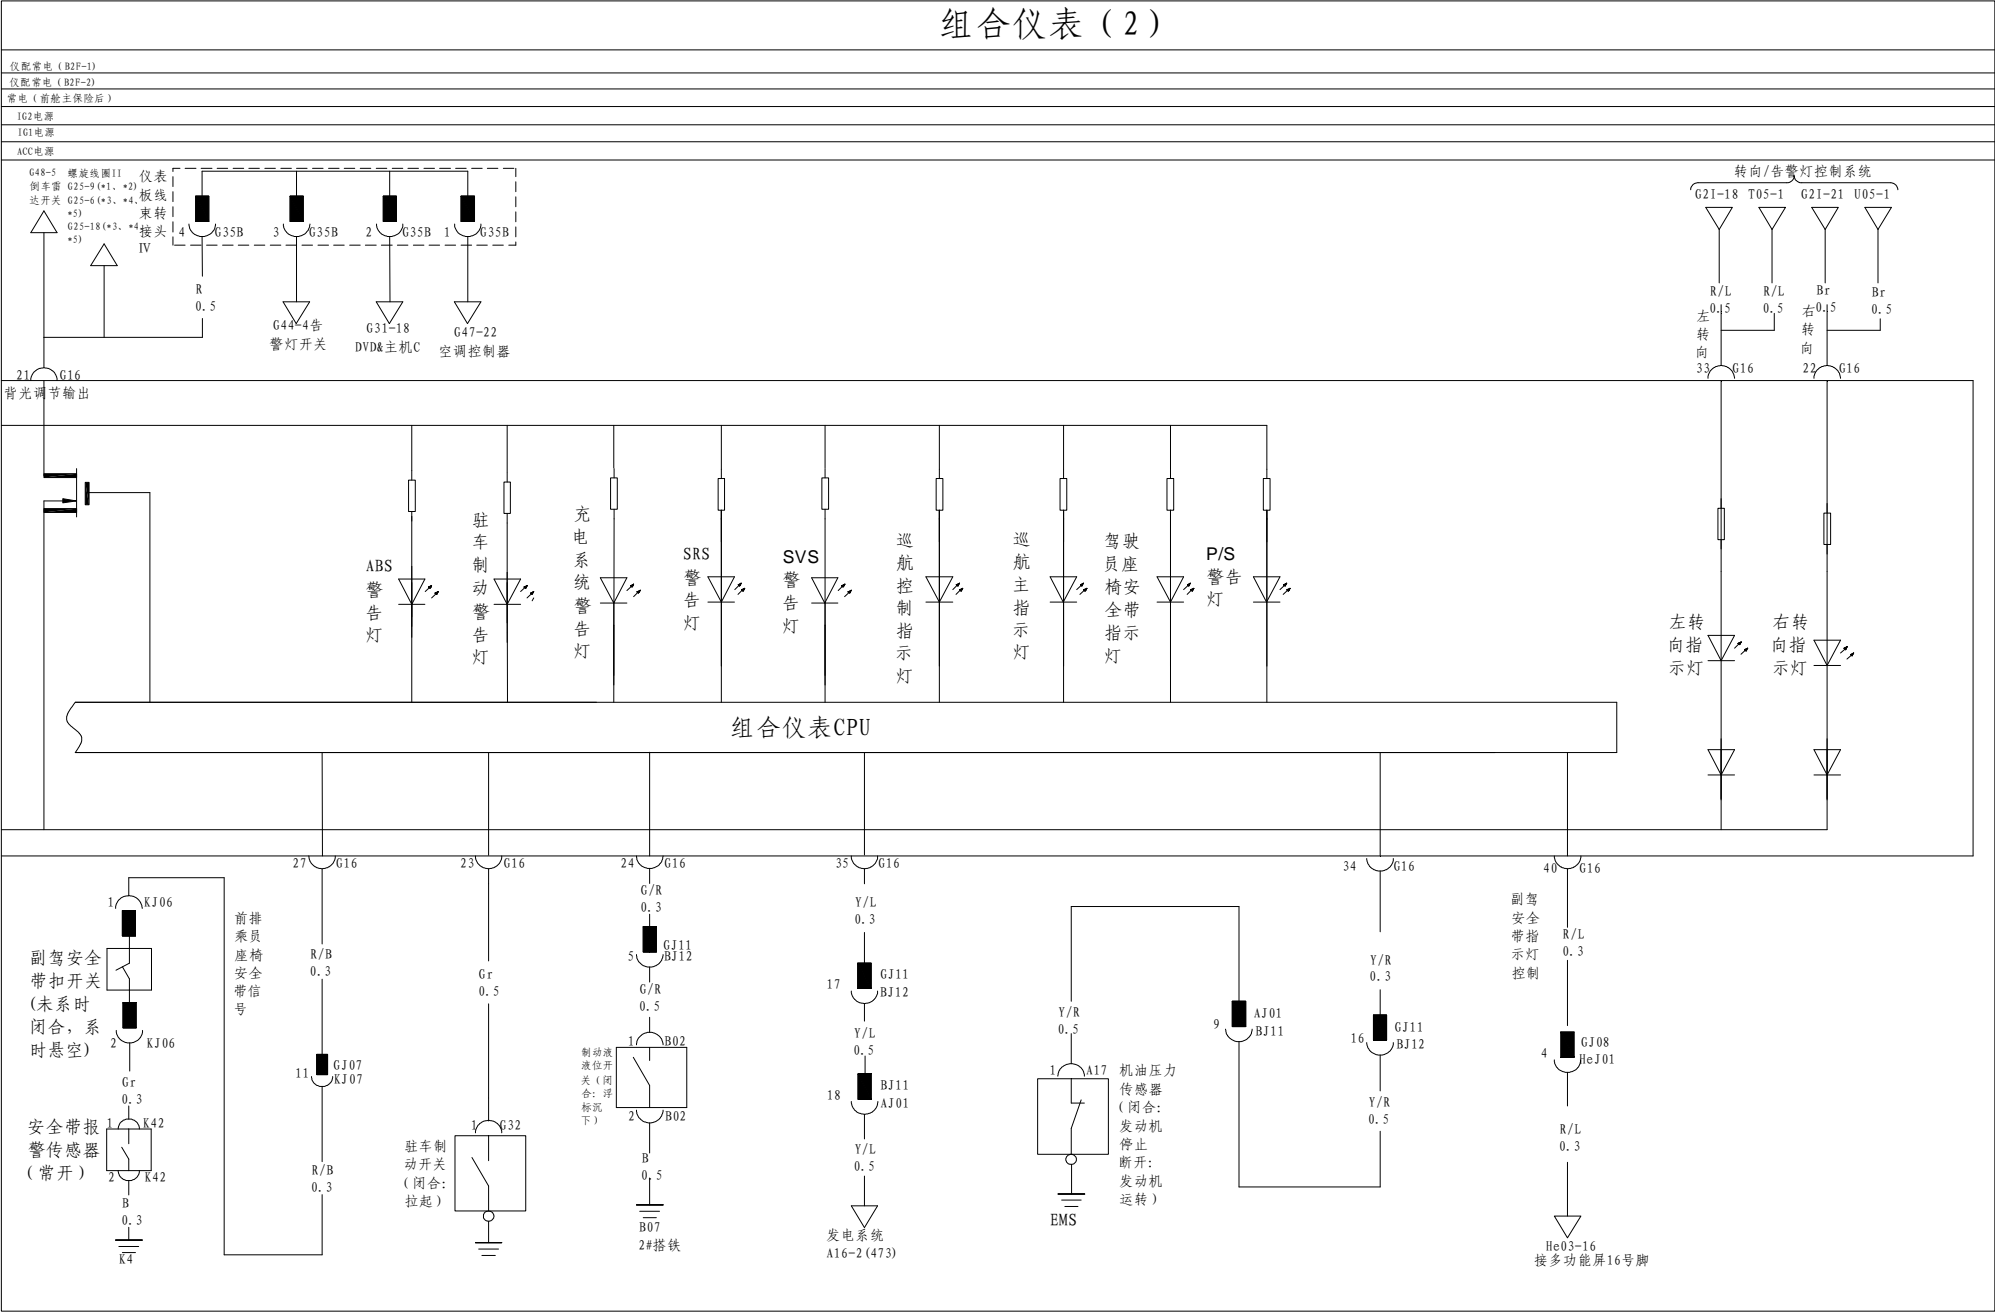 组合仪表（2）
仪配常电（B2F-1）
仪配常电（B2F-2）
常电（前舱主保险后）
IG2电源
IG1电源
ACC电源
G48-5
倒车雷
达开关
螺旋线圈II
G25-9(*1、*2)
G25-6(*3、*4、
*5)
G25-18(*3、*4
*5)
仪表
板线
束转
接头
IV
4
G35B
3
G35B
2
G35B
1
G35B
R
0.5
G44-4告
警灯开关
G31-18
DVD&主机C
G47-22
空调控制器
转向/告警灯控制系统
G2I-18
T05-1
G2I-21
U05-1
R/L
0.5
R/L
0.5
Br
0.5
Br
0.5
左
转
向
右
转
向
33
G16
22
G16
21
G16
背光调节输出
ABS
警
告
灯
驻
车
制
动
警
告
灯
充
电
系
统
警
告
灯
SRS
警
告
灯
SVS
警
告
灯
巡
航
控
制
指
示
灯
巡
航
主
指
示
灯
驾驶
员座
椅安
全带
指示
灯
P/S
警告
灯
左转
向指
示灯
右转
向指
示灯
组合仪表CPU
27
G16
23
G16
24
G16
35
G16
34
G16
40
G16
1
KJ06
副驾安全
带扣开关
(未系时
闭合，系
时悬空)
2
KJ06
Gr
0.3
安全带报
警传感器
（常开）
1
K42
2
K42
B
0.3
K4
前排
乘员
座椅
安全
带信
号
R/B
0.3
11
GJ07
KJ07
R/B
0.3
Gr
0.5
1
G32
驻车制
动开关
（闭合：
拉起）
G/R
0.3
5
GJ11
BJ12
G/R
0.5
1
B02
制动液
液位开
关（闭
合：浮
标沉
下）
2
B02
B
0.5
B07
2#搭铁
Y/L
0.3
17
GJ11
BJ12
Y/L
0.5
18
BJ11
AJ01
Y/L
0.5
发电系统
A16-2(473)
Y/R
0.5
1
A17
机油压力
传感器
（闭合：
发动机
停止
断开：
发动机
运转）
EMS
9
AJ01
BJ11
Y/R
0.3
16
GJ11
BJ12
Y/R
0.5
副驾
安全
带指
示灯
控制
R/L
0.3
4
GJ08
HeJ01
R/L
0.3
He03-16
接多功能屏16号脚